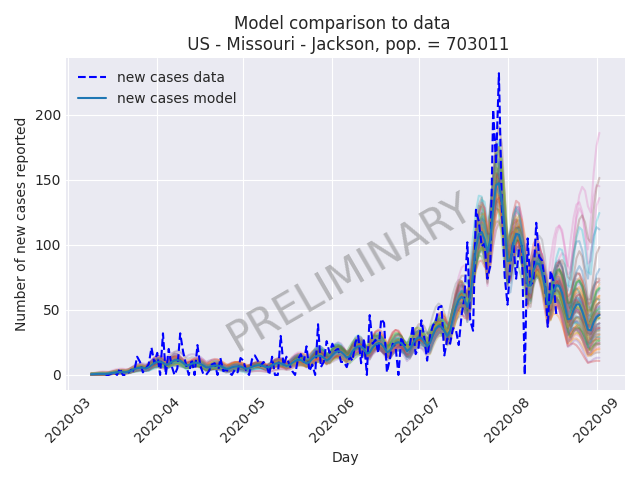 Model comparison to data
US - Missouri - Jackson, pop. = 703011
new cases data
new cases model
Number of new cases reported
200
150
100
50
0
PRELIMINARY
2020-03
2020-04
2020-05
2020-06
2020-07
2020-08
2020-09
Day